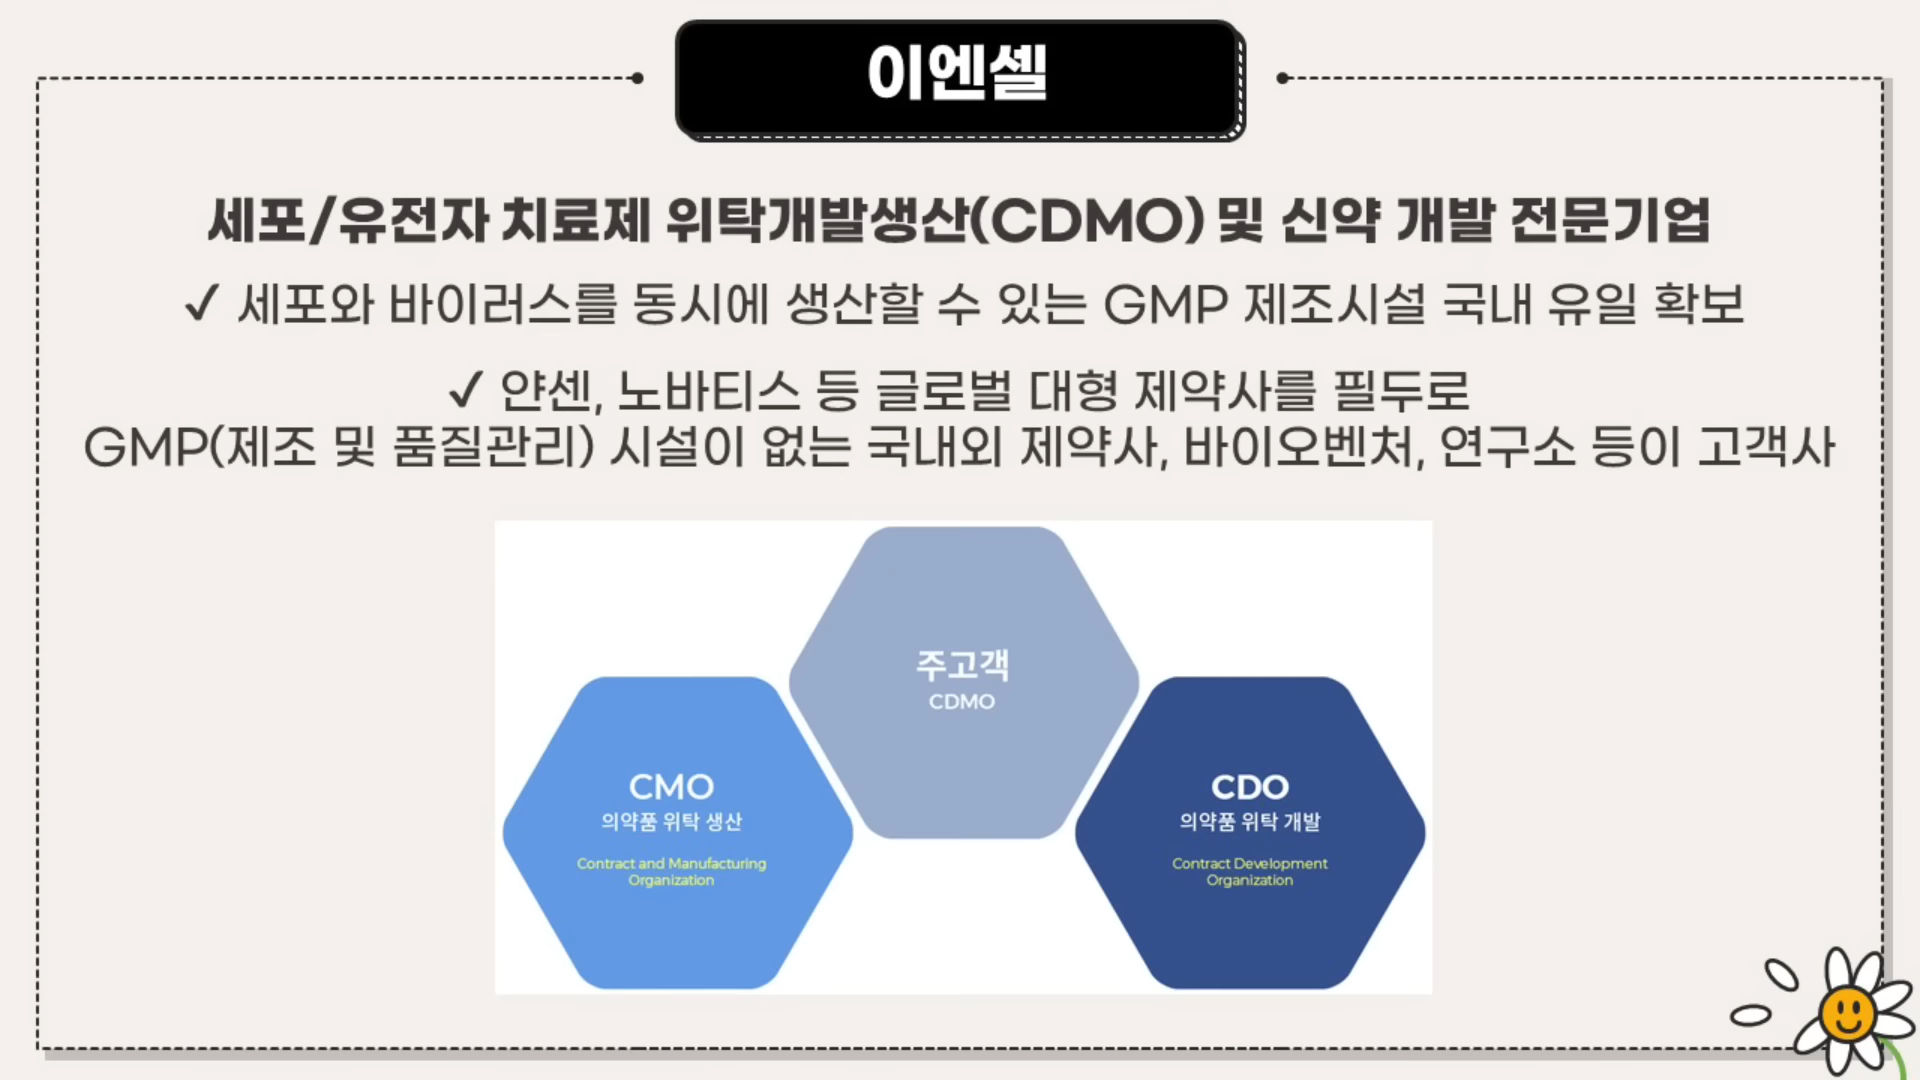 이엔셀
세포/유전자 치료제 위탁개발생산(CDMO) 및 신약 개발 전문기업
✓ 세포와 바이러스를 동시에 생산할 수 있는 GMP 제조시설 국내 유일 확보
✓ 얀센, 노바티스 등 글로벌 대형 제약사를 필두로
GMP(제조 및 품질관리) 시설이 없는 국내외 제약사, 바이오벤처, 연구소 등이 고객사
주고객
CDMO
CMO
의약품 위탁 생산
Contract and Manufacturing
Organization
CDO
의약품 위탁 개발
Contract Development
Organization